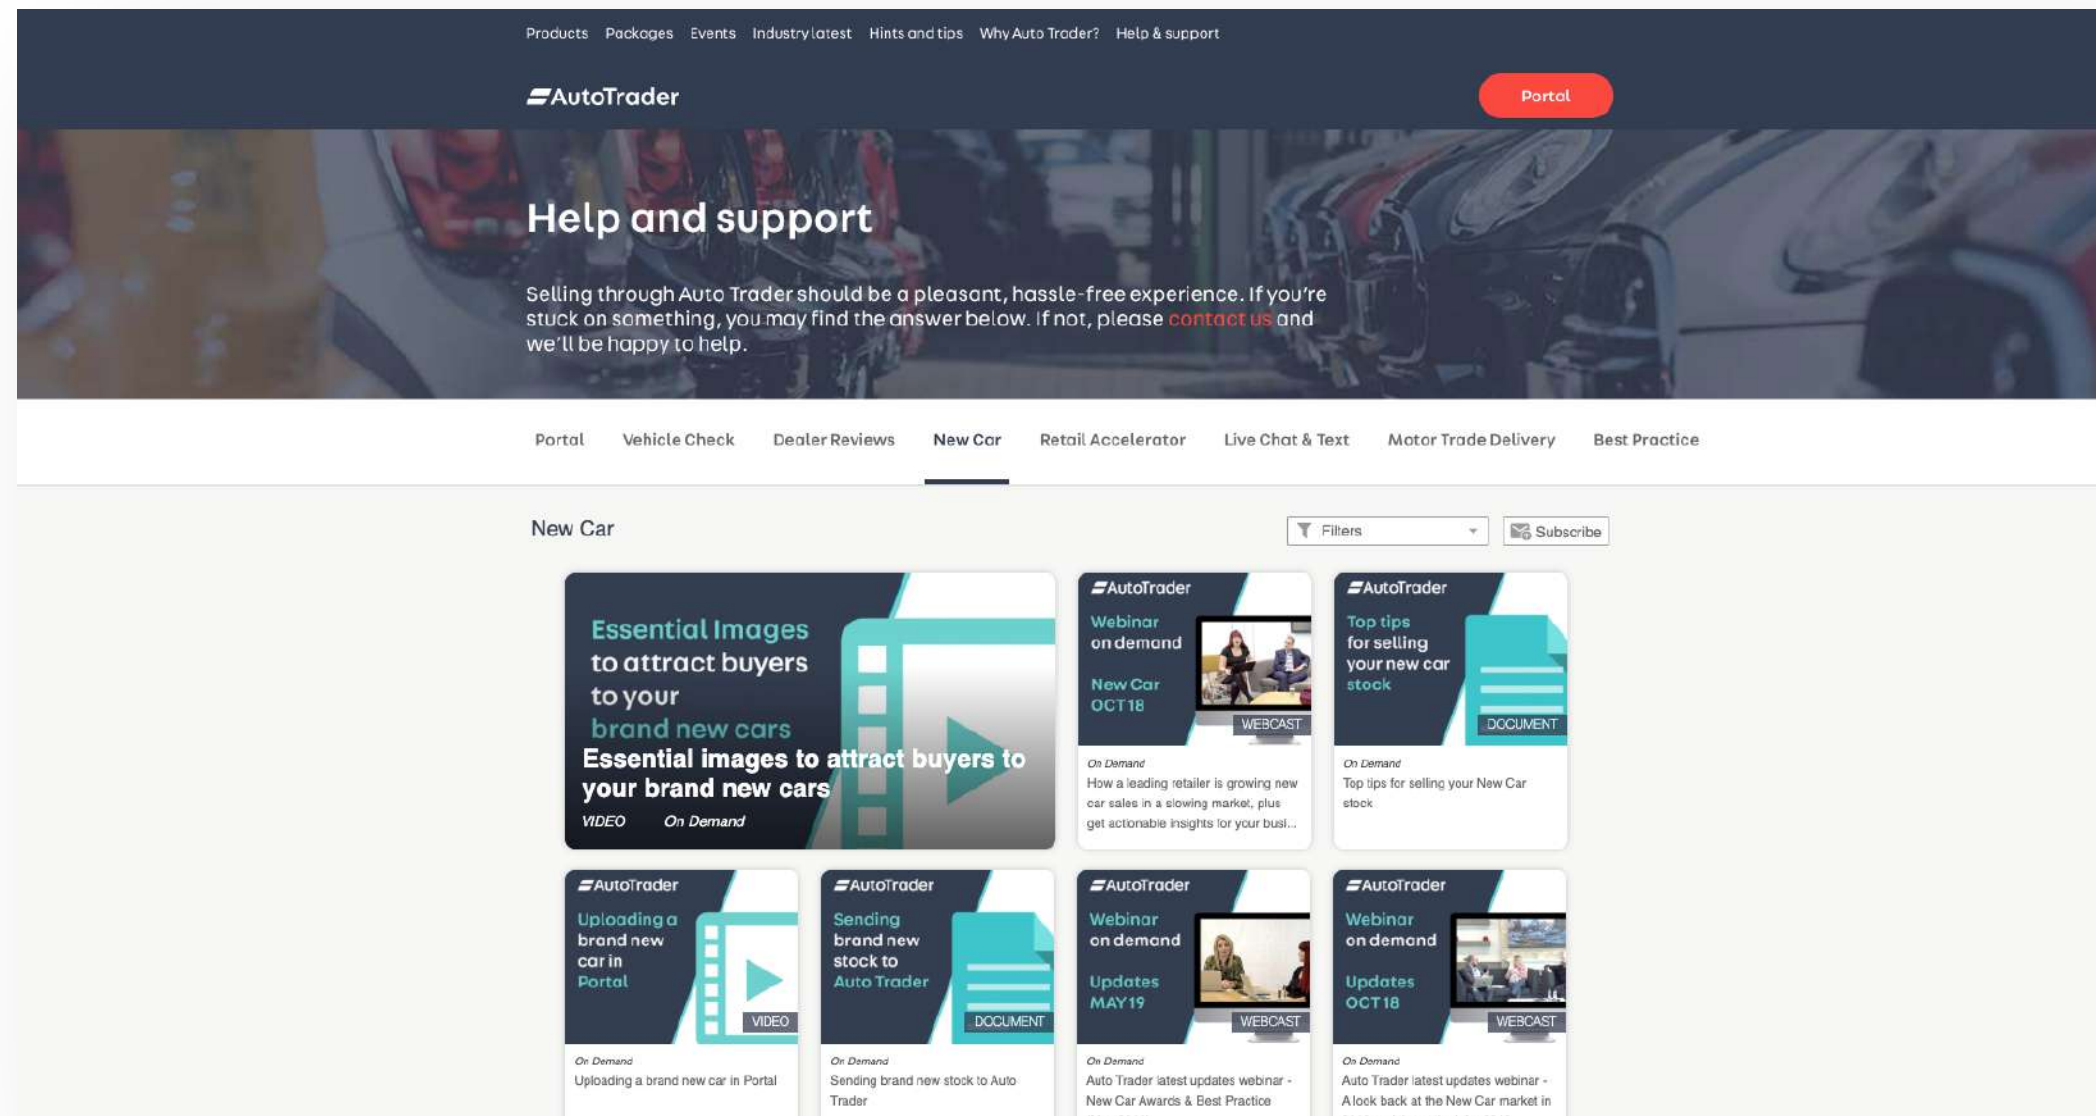 Products Packages Events Industry latest Hints and tips Why Auto Trader? Help & support
AutoTrader
Portal
Help and support
Selling through Auto Trader should be a pleasant, hassle-free experience. If you're
stuck on something, you may find the answer below. If not, please contact us and
we'll be happy to help.
Portal Vehicle Check Dealer Reviews New Car Retail Accelerator Live Chat & Text Motor Trade Delivery Best Practice
New Car
Filters
Subscribe
Essential Images
to attract buyers
to your
brand new cars
Essential images to attract buyers to
your brand new cars
VIDEO On Demand
AutoTrader
Webinar
on demand
New Car
OCT18
WEBCAST
On Demand
How a leading retailer is growing new
car sales in a slowing market, plus
get actionable insights for your busi...
AutoTrader
Top tips
for selling
your new car
stock
DOCUMENT
On Demand
Top tips for selling your New Car
stock
AutoTrader
Uploading a
brand new
car in
Portal
VIDEO
On Demand
Uploading a brand new car in Portal
AutoTrader
Sending
brand new
stock to
Auto Trader
DOCUMENT
On Demand
Sending brand new stock to Auto
Trader
AutoTrader
Webinar
on demand
Updates
MAY19
WEBCAST
On Demand
Auto Trader latest updates webinar -
New Car Awards & Best Practice
AutoTrader
Webinar
on demand
Updates
OCT18
WEBCAST
On Demand
Auto Trader latest updates webinar -
A look back at the New Car market in